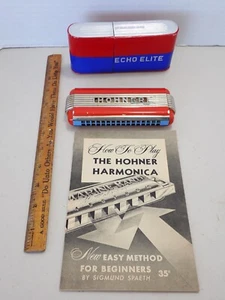 ECHO ELITE
HOHNER
How To Play
THE HOHNER
HARMONICA
New EASY METHOD
FOR BEGINNERS
BY SIGMUND SPAETH 35¢